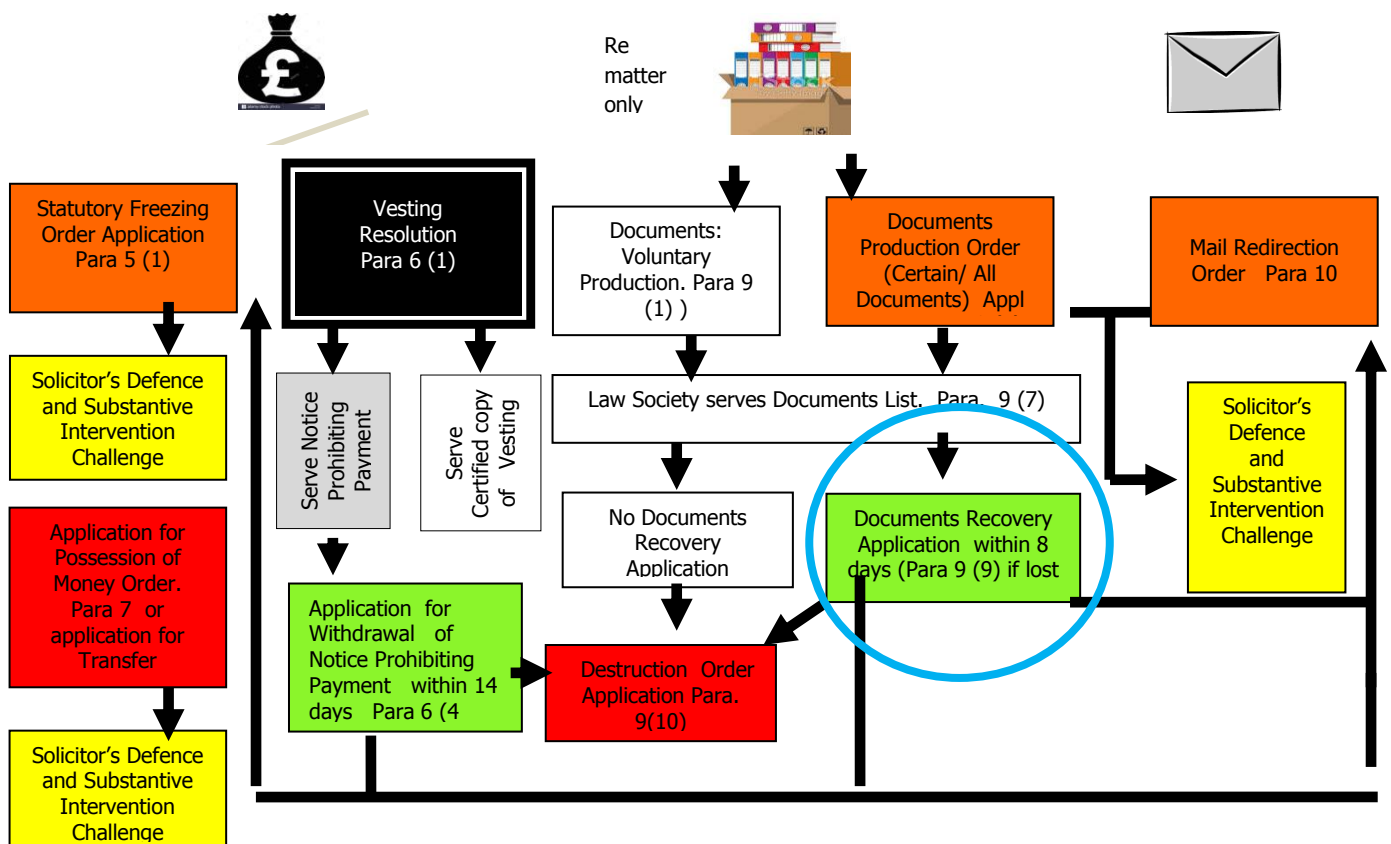 £
Re
matter
only
Statutory Freezing
Order Application
Para 5 (1)
Vesting
Resolution
Para 6 (1)
Documents:
Voluntary
Production. Para 9
(1) )
Documents
Production Order
(Certain/ All
Documents) Appl
Mail Redirection
Order Para 10
Solicitor's Defence
and Substantive
Intervention
Challenge
Serve Notice
Prohibiting
Payment
Serve
Certified copy
of Vesting
Law Society serves Documents List. Para. 9 (7)
Solicitor's
Defence
and
Substantive
Intervention
Challenge
No Documents
Recovery
Application
Documents Recovery
Application within 8
days (Para 9 (9) if lost
Application for
Possession of
Money Order.
Para 7 or
application for
Transfer
Application for
Withdrawal of
Notice Prohibiting
Payment within 14
days Para 6 (4
Destruction Order
Application Para.
9(10)
Solicitor's Defence
and Substantive
Intervention
Challenge